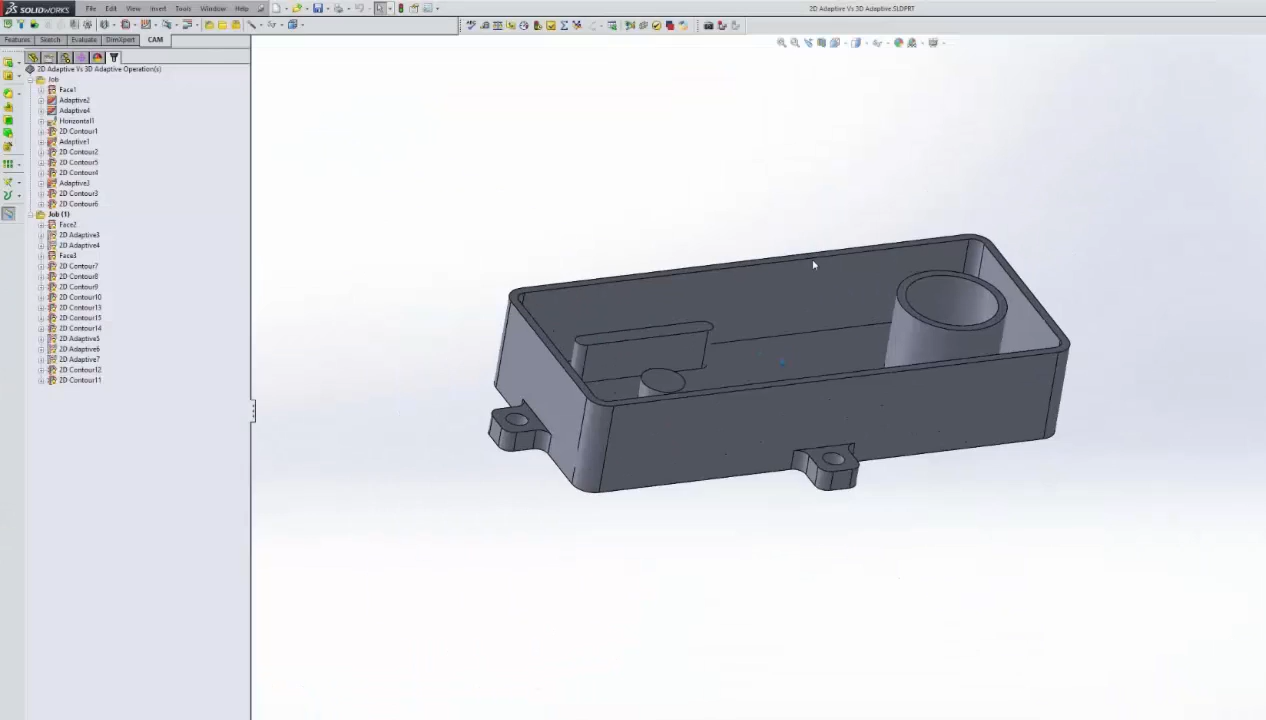 SOLIDWORKS File Edit View Insert Tools Window Help 2D Adaptive Vs 3D Adaptive.SLDPRT
Features Sketch Evaluate DimXpert CAM
2D Adaptive Vs 3D Adaptive Operation(s)
Job
Face1
Adaptive2
Adaptive4
Horizontal1
2D Contour1
Adaptive1
2D Contour2
2D Contour5
2D Contour4
Adaptive3
2D Contour3
2D Contour6
Job (1)
Face2
2D Adaptive3
2D Adaptive4
Face3
2D Contour7
2D Contour8
2D Contour9
2D Contour10
2D Contour13
2D Contour15
2D Contour14
2D Adaptive5
2D Adaptive6
2D Adaptive7
2D Contour12
2D Contour11